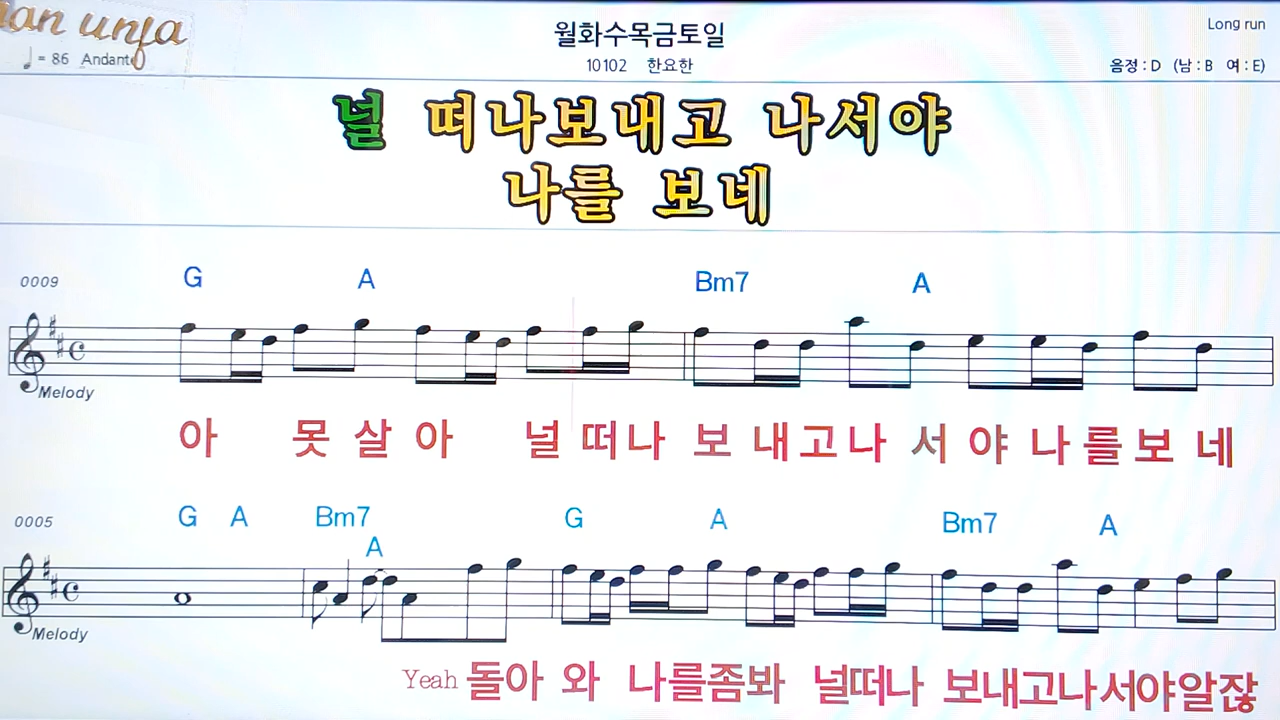 월화수목금토일
Long run
♩= 86 Andante
10102 한요한
음정 : D (남 : B 여 : E)
널 떠나보내고 나서야
나를 보네
0009
G A Bm7 A
Melody
아 못 살 아 널 떠나 보 내고나 서 야 나 를보 네
0005
G A Bm7 A G A Bm7 A
Melody
Yeah 돌아 와 나를좀봐 널떠나 보내고나서야알잖